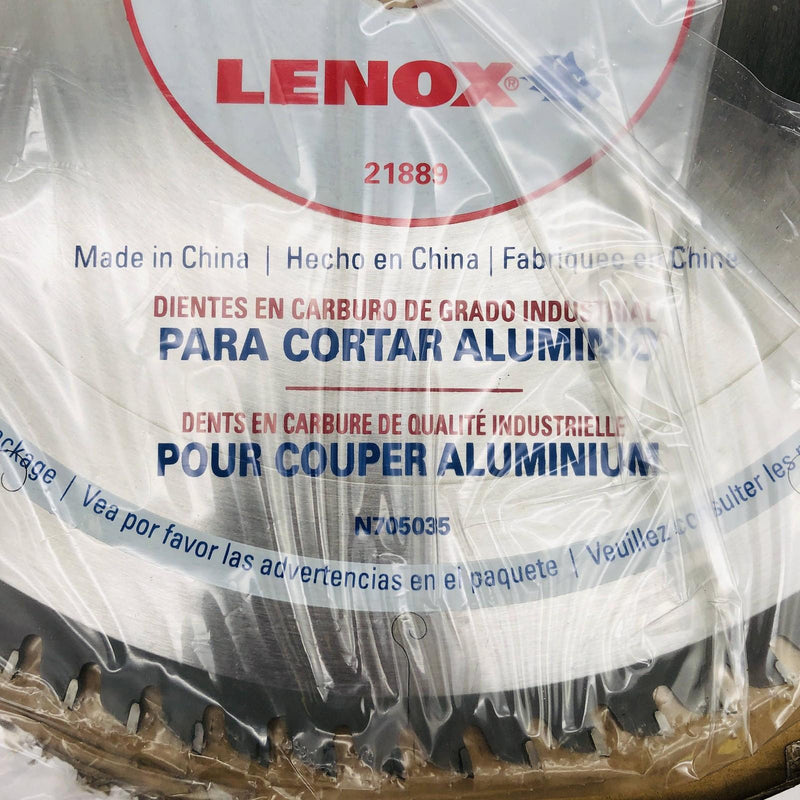 LENOX®
21889
Made in China | Hecho en China | Fabriquee en Chine
DIENTES EN CARBURO DE GRADO INDUSTRIAL
PARA CORTAR ALUMINIO
DENTS EN CARBURE DE QUALITÉ INDUSTRIELLE
POUR COUPER ALUMINIUM
N705035
ckage | Vea por favor las advertencias en el paquete | Veuillez consulter les